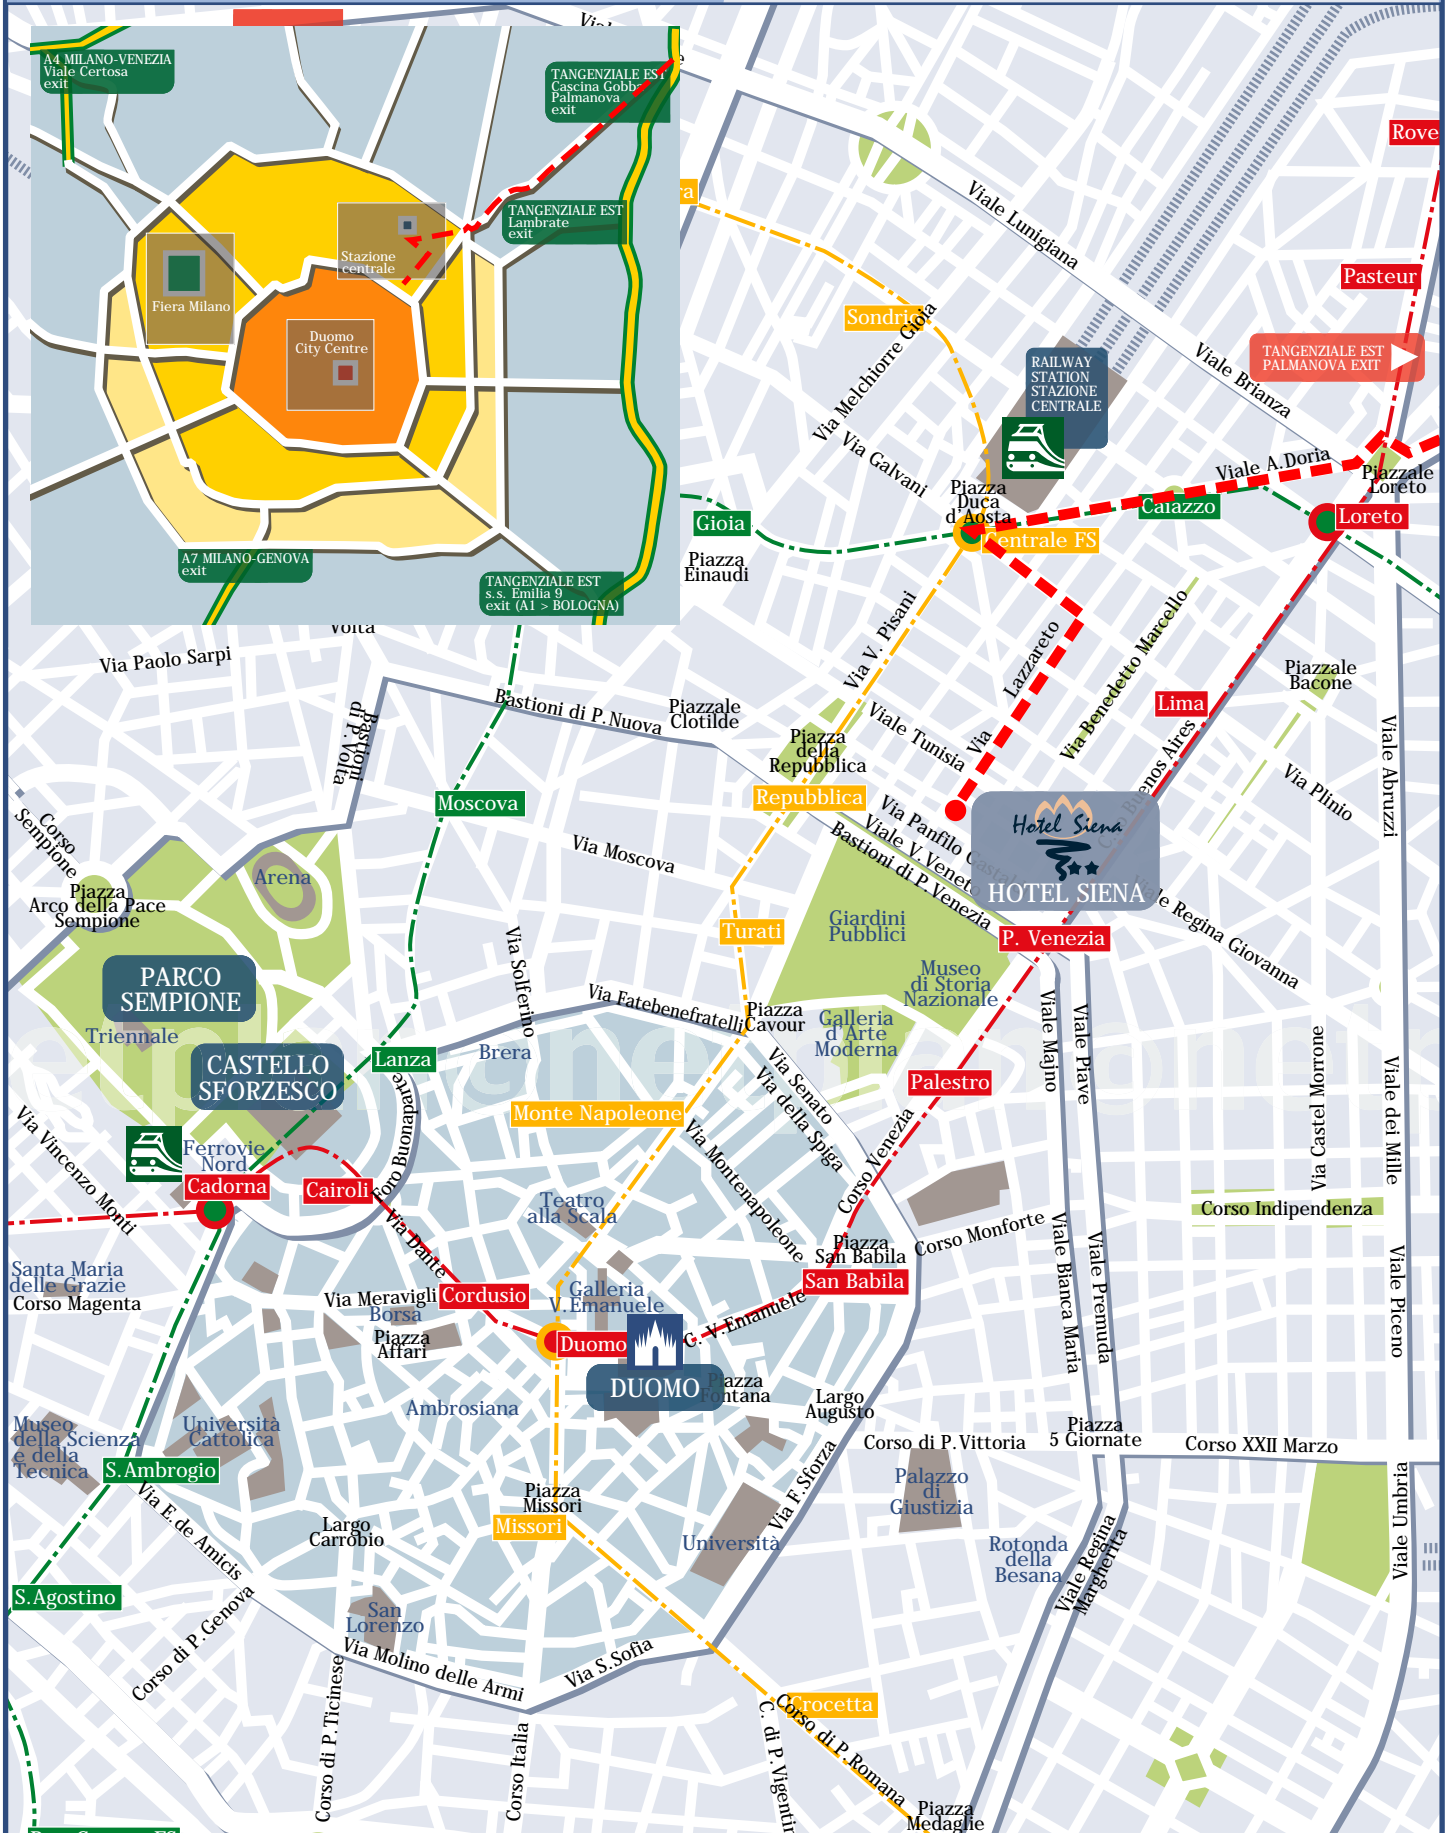 A4 MILANO-VENEZIA
Viale Certosa
exit
TANGENZIALE EST
Cascina Gobba
Palmanova
exit
TANGENZIALE EST
Lambrate
exit
Stazione
centrale
Fiera Milano
Duomo
City Centre
A7 MILANO-GENOVA
exit
TANGENZIALE EST
s.s. Emilia 9
exit (A1 > BOLOGNA)
Rove
Viale Lunigiana
Pasteur
Sondrio
Via Melchiorre Gioia
TANGENZIALE EST
PALMANOVA EXIT
RAILWAY
STATION
STAZIONE
CENTRALE
Viale Brianza
Via Galvani
Viale A.Doria
Piazzale
Loreto
Piazza
Duca
d'Aosta
Caiazzo
Loreto
Gioia
Centrale FS
Piazza
Einaudi
Volta
Via Paolo Sarpi
Via V. Pisani
Via Lazzareto
Via Benedetto Marcello
Piazzale
Bacone
Lima
Bastioni
di P. Volta
Bastioni di P.Nuova
Piazzale
Clotilde
Viale Tunisia
Piazza
della
Repubblica
Buenos Aires
Viale Abruzzi
Via Plinio
Repubblica
Moscova
Via Panfilo
Viale V.Veneto
Bastioni di P.Venezia
Hotel Siena
HOTEL SIENA
Corso
Sempione
Via Moscova
Arena
Piazza
Arco della Pace
Sempione
Viale Regina Giovanna
Giardini
Pubblici
Turati
P. Venezia
Via Solferino
PARCO
SEMPIONE
Museo
di Storia
Nazionale
Via Fatebenefratelli
Piazza
Cavour
Galleria
d'Arte
Moderna
Viale Majno
Viale Piave
Triennale
Brera
Lanza
CASTELLO
SFORZESCO
Via Senato
Via della Spiga
Palestro
Via Castel Morrone
Viale dei Mille
Monte Napoleone
Via Vincenzo Monti
Ferrovie
Nord
Cadorna
Cairoli
Foro Buonaparte
Via Montenapoleone
Corso Venezia
Teatro
alla Scala
Corso Indipendenza
Via Dante
Piazza
San Babila
Corso Monforte
San Babila
Viale Bianca Maria
Viale Premuda
Viale Piceno
Santa Maria
delle Grazie
Corso Magenta
Via Meravigli
Borsa
Cordusio
Galleria
V.Emanuele
Piazza
Affari
Duomo
C. V.Emanuele
DUOMO
Piazza
Fontana
Ambrosiana
Largo
Augusto
Museo
della Scienza
e della
Tecnica
Università
Cattolica
Corso di P.Vittoria
Piazza
5 Giornate
Corso XXII Marzo
S.Ambrogio
Via F.Sforza
Palazzo
di
Giustizia
Viale Umbria
Via E.de Amicis
Piazza
Missori
Missori
Largo
Carrobio
Università
Rotonda
della
Besana
Viale Regina
Margherita
S.Agostino
Corso di P.Genova
San
Lorenzo
Via Molino delle Armi
Via S.Sofia
Corso di P.Ticinese
Corso Italia
Crocetta
C. di P.Vigentin
Corso di P.Romana
Piazza
Medaglie